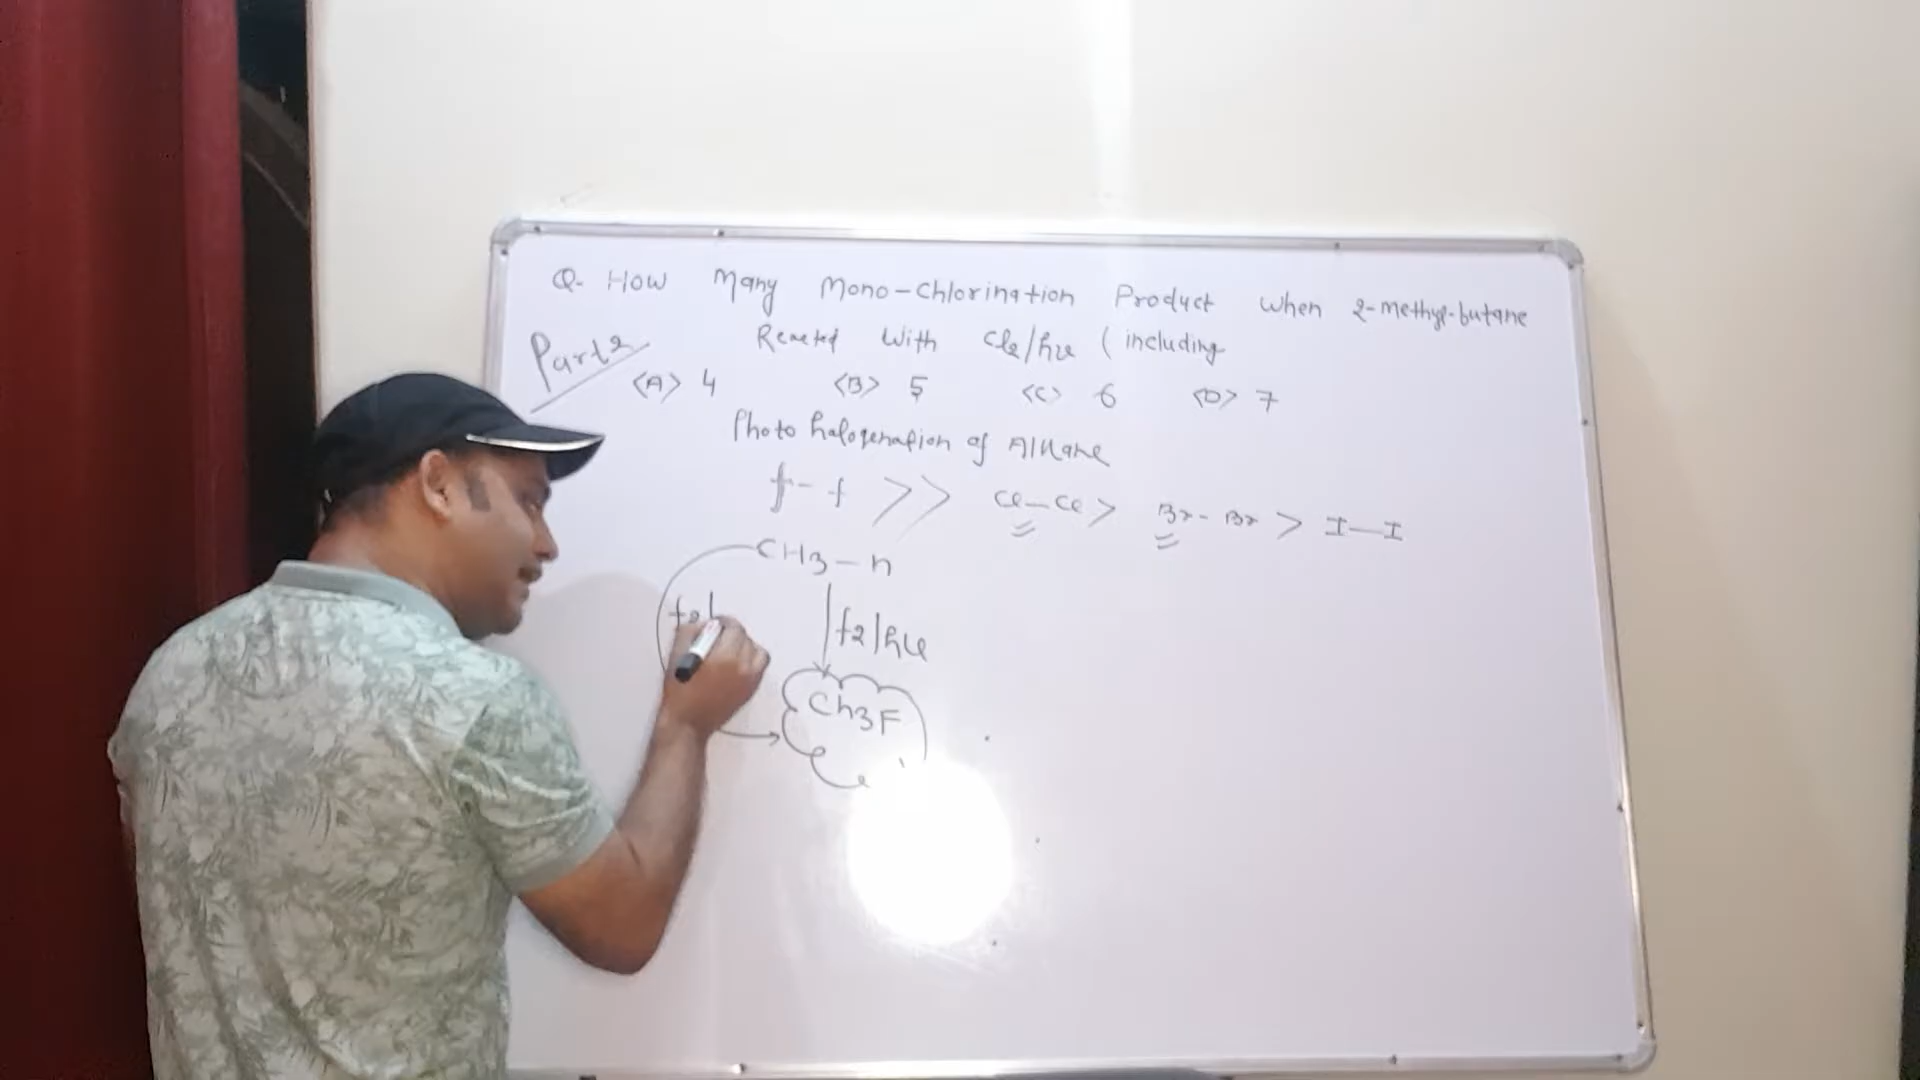 Q- How Many Mono-Chlorination Product when 2-methyl-butane
Reacted with Cl2/hν (including
Part 2
<A> 4 <B> 5 <C> 6 <D> 7
Photo halogenation of Alkane
f-f >> Cl-Cl > Br-Br > I-I
CH3-H
f2|
f2|hν
Ch3F